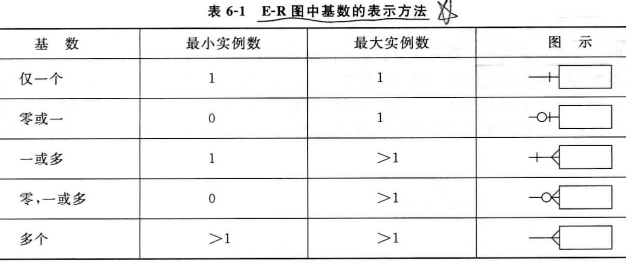 表 6-1 E-R 图中基数的表示方法
基 数 最小实例数 最大实例数 图 示
仅一个 1 1
零或一 0 1
一或多 1 >1
零,一或多 0 >1
多个 >1 >1